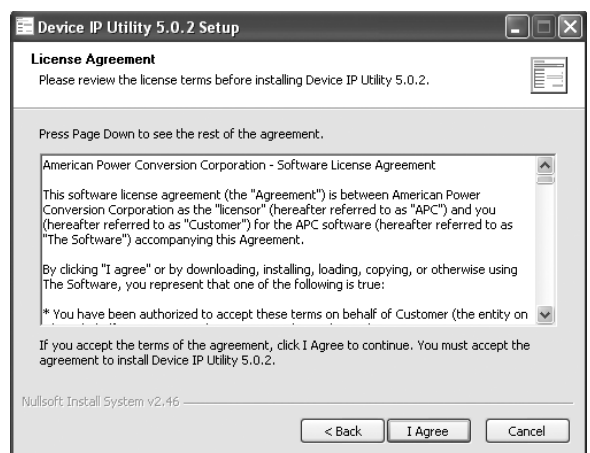 Device IP Utility 5.0.2 Setup
License Agreement
Please review the license terms before installing Device IP Utility 5.0.2.
Press Page Down to see the rest of the agreement.
American Power Conversion Corporation - Software License Agreement
This software license agreement (the "Agreement") is between American Power
Conversion Corporation as the "licensor" (hereafter referred to as "APC") and you
(hereafter referred to as "Customer") for the APC software (hereafter referred to as
"The Software") accompanying this Agreement.
By clicking "I agree" or by downloading, installing, loading, copying, or otherwise using
The Software, you represent that one of the following is true:
* You have been authorized to accept these terms on behalf of Customer (the entity on
If you accept the terms of the agreement, click I Agree to continue. You must accept the
agreement to install Device IP Utility 5.0.2.
Nullsoft Install System v2.46
< Back
I Agree
Cancel